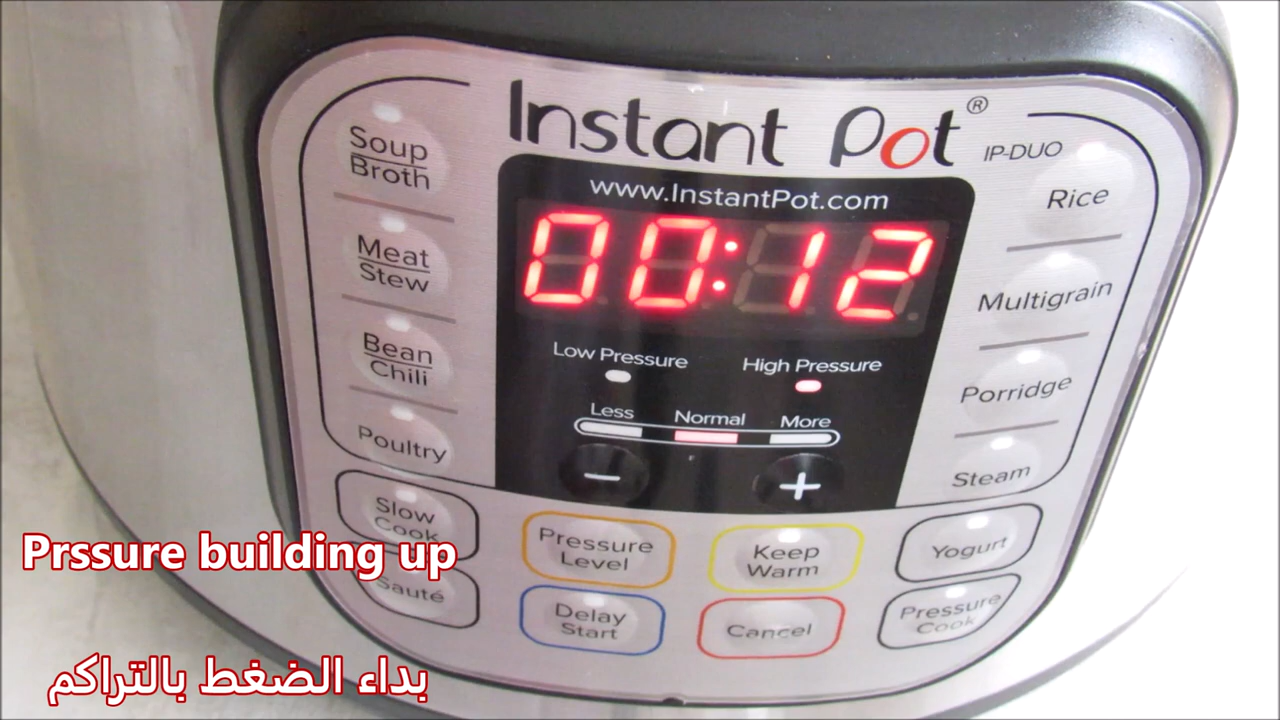 Instant Pot®
IP-DUO
www.InstantPot.com
00:12
Low Pressure
High Pressure
Less
Normal
More
−
+
Soup
Broth
Meat
Stew
Bean
Chili
Poultry
Slow
Cook
Sauté
Pressure
Level
Delay
Start
Keep
Warm
Cancel
Rice
Multigrain
Porridge
Steam
Yogurt
Pressure
Cook
Prssure building up
بداء الضغط بالتراكم